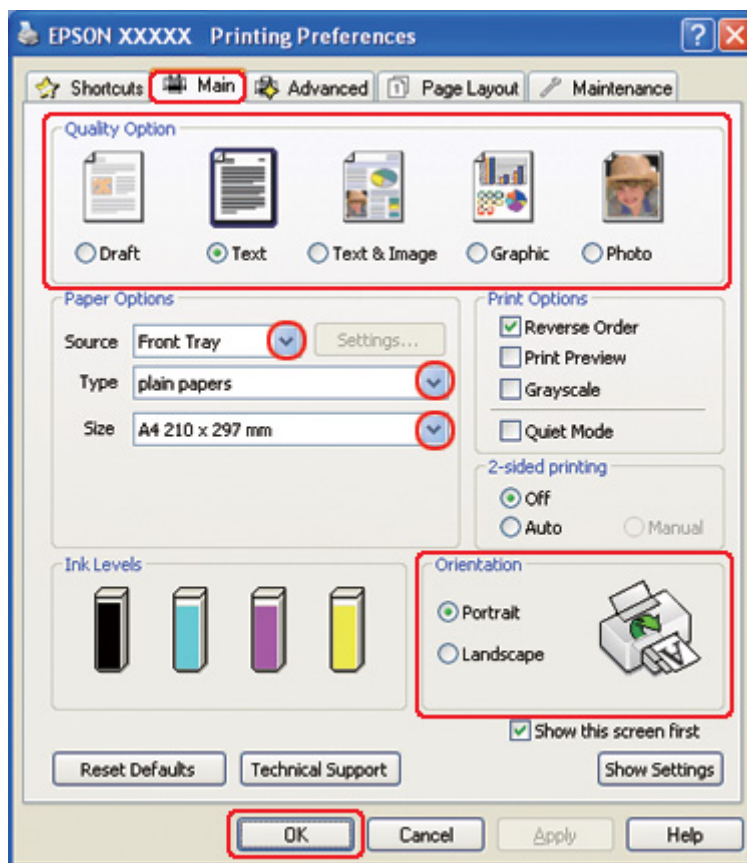 EPSON XXXXX Printing Preferences
Shortcuts Main Advanced Page Layout Maintenance
Quality Option
Draft Text Text & Image Graphic Photo
Paper Options
Source Front Tray Settings...
Type plain papers
Size A4 210 x 297 mm
Print Options
Reverse Order
Print Preview
Grayscale
Quiet Mode
2-sided printing
Off
Auto Manual
Ink Levels
Orientation
Portrait
Landscape
Show this screen first
Reset Defaults Technical Support Show Settings
OK Cancel Apply Help